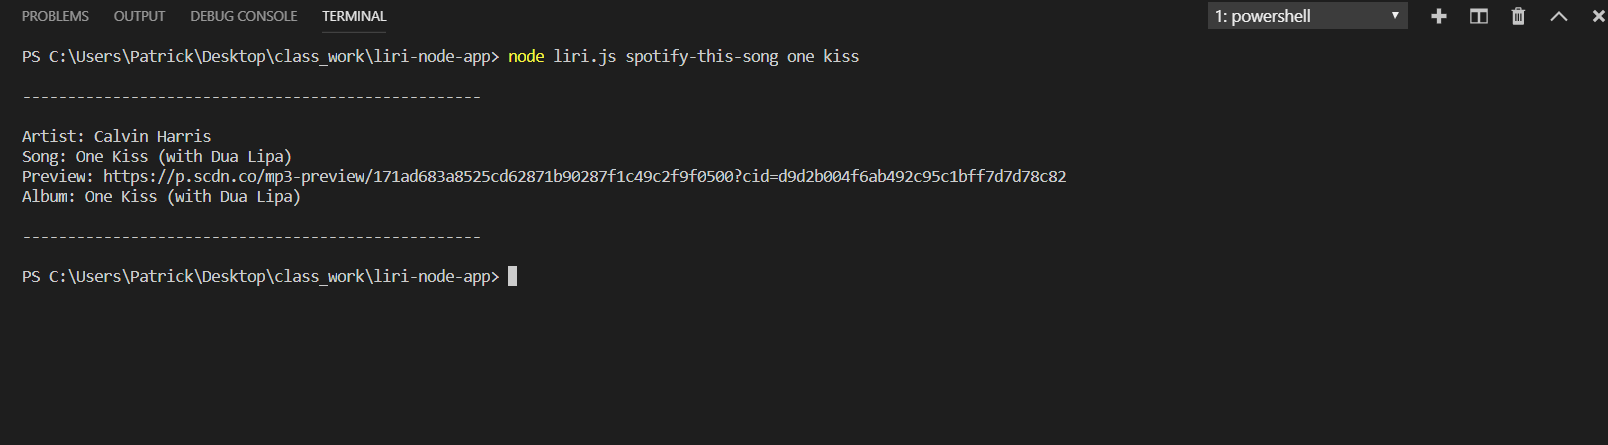 PROBLEMS OUTPUT DEBUG CONSOLE TERMINAL 1: powershell
PS C:\Users\Patrick\Desktop\class_work\liri-node-app> node liri.js spotify-this-song one kiss
---------------------------------------------------
Artist: Calvin Harris
Song: One Kiss (with Dua Lipa)
Preview: https://p.scdn.co/mp3-preview/171ad683a8525cd62871b90287f1c49c2f9f0500?cid=d9d2b004f6ab492c95c1bff7d7d78c82
Album: One Kiss (with Dua Lipa)
---------------------------------------------------
PS C:\Users\Patrick\Desktop\class_work\liri-node-app>